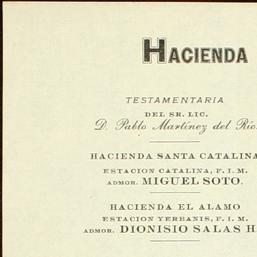 HACIENDA
TESTAMENTARIA
DEL SR. LIC.
D. Pablo Martínez del Río.
HACIENDA SANTA CATALINA
ESTACION CATALINA, F. I. M.
ADMOR. MIGUEL SOTO.
HACIENDA EL ALAMO
ESTACION YERBANIS, F. I. M.
ADMOR. DIONISIO SALAS H